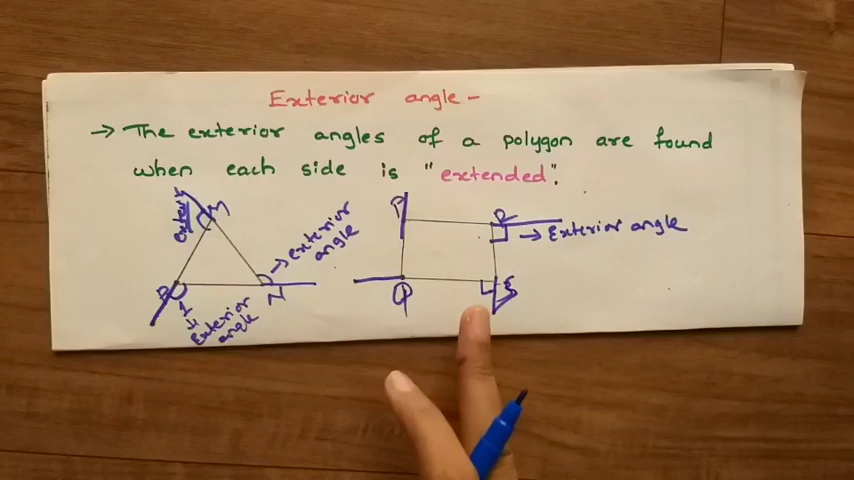 Exterior angle-
→ The exterior angles of a polygon are found
when each side is "extended".
M
N
exterior
angle
Exterior
angle
P
Q
R
→ Exterior angle